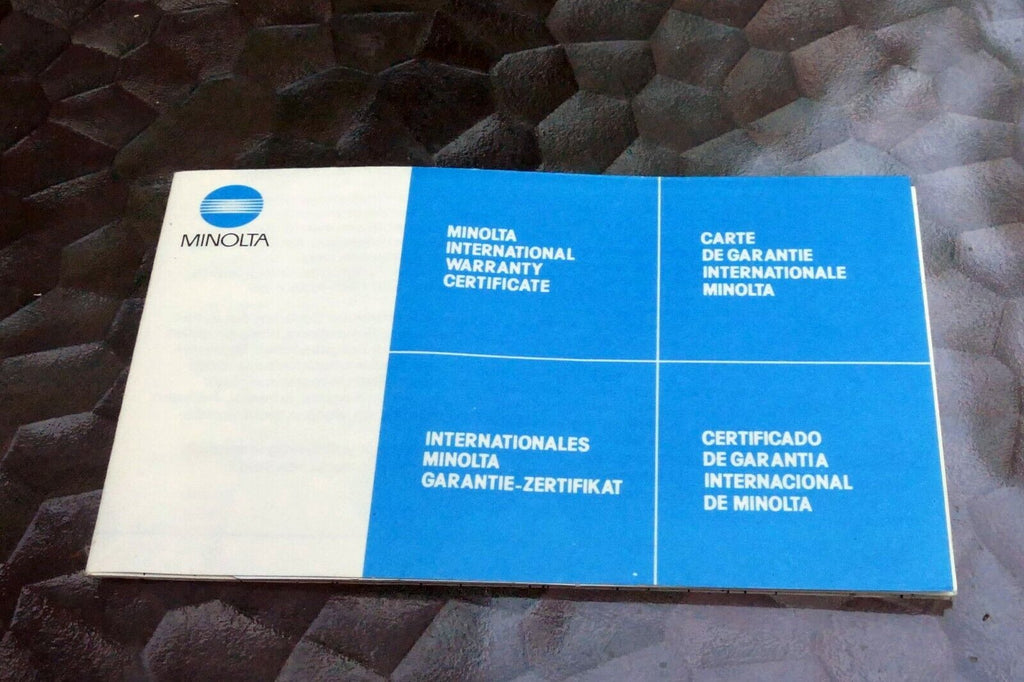 MINOLTA
MINOLTA
INTERNATIONAL
WARRANTY
CERTIFICATE
CARTE
DE GARANTIE
INTERNATIONALE
MINOLTA
INTERNATIONALES
MINOLTA
GARANTIE-ZERTIFIKAT
CERTIFICADO
DE GARANTIA
INTERNACIONAL
DE MINOLTA